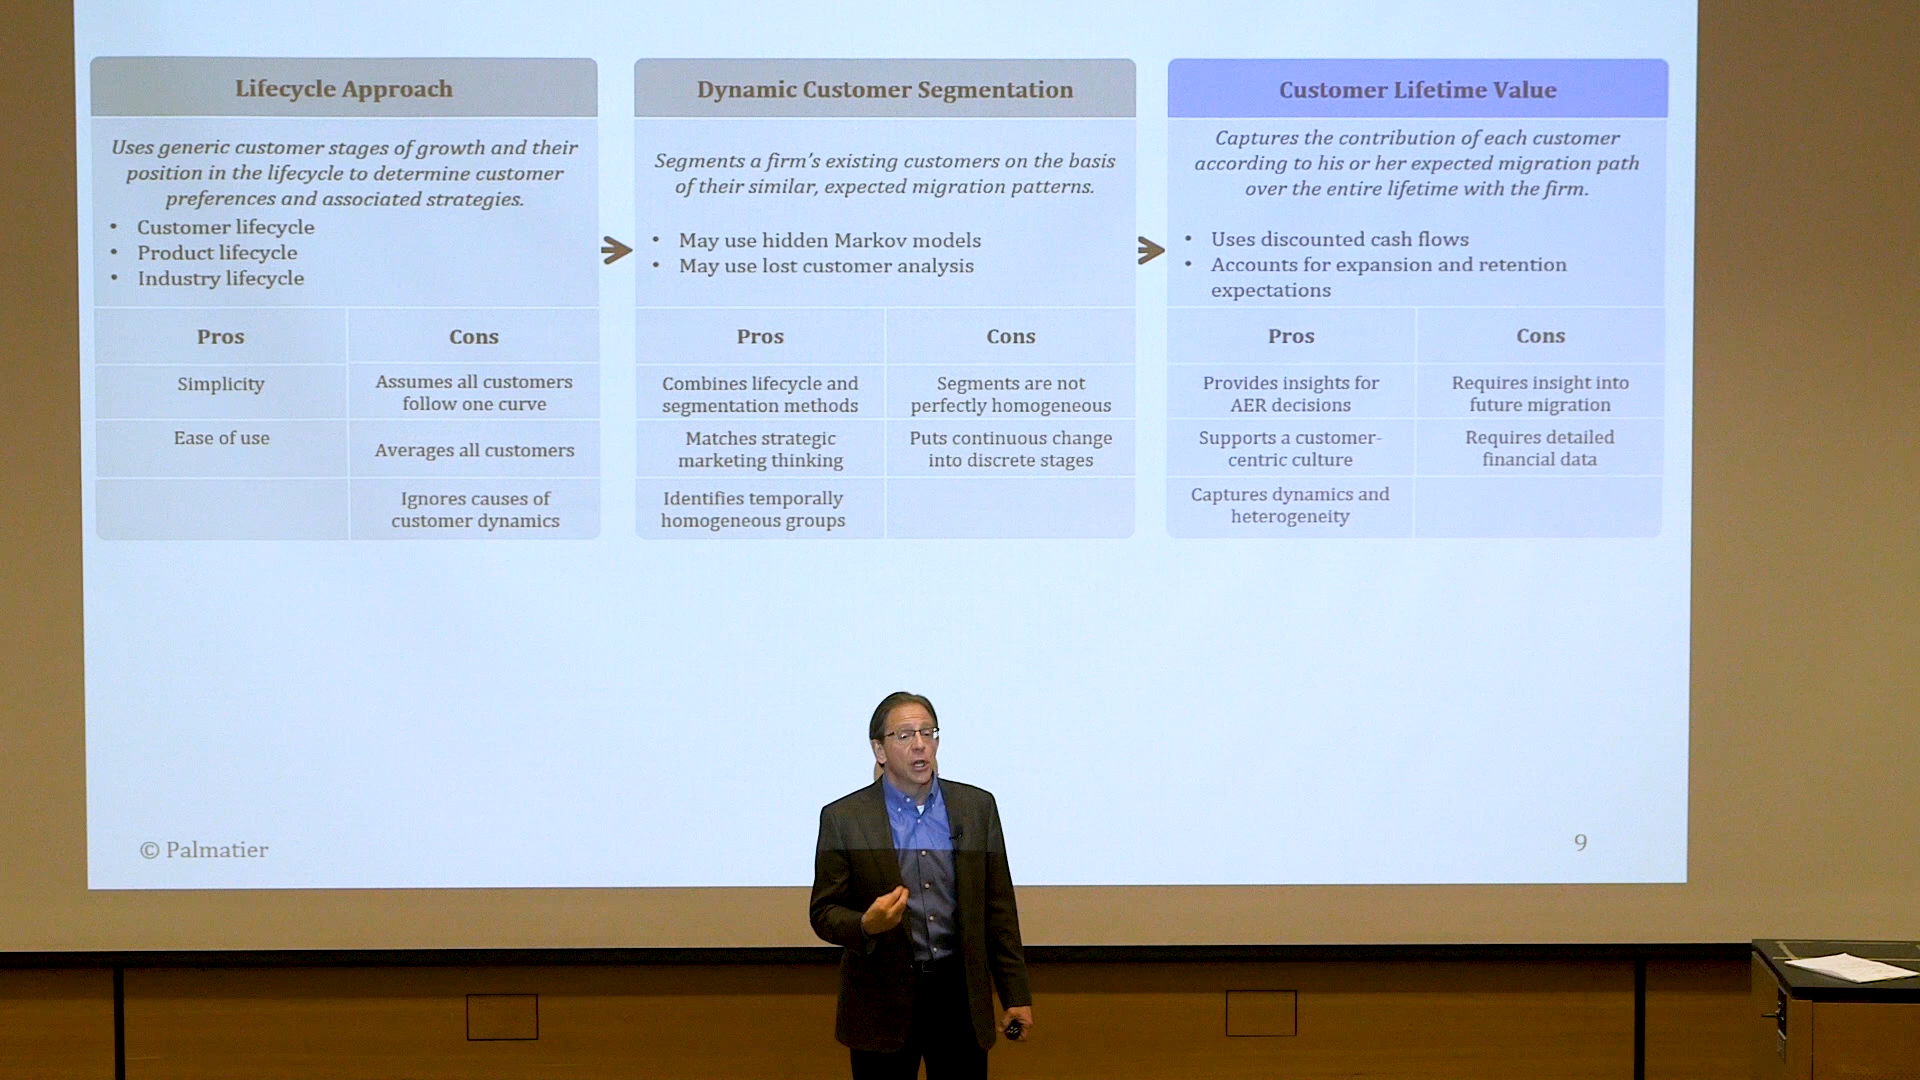 Lifecycle Approach
Uses generic customer stages of growth and their
position in the lifecycle to determine customer
preferences and associated strategies.
• Customer lifecycle
• Product lifecycle
• Industry lifecycle
Pros
Cons
Simplicity
Assumes all customers
follow one curve
Ease of use
Averages all customers
Ignores causes of
customer dynamics
Dynamic Customer Segmentation
Segments a firm's existing customers on the basis
of their similar, expected migration patterns.
• May use hidden Markov models
• May use lost customer analysis
Pros
Cons
Combines lifecycle and
segmentation methods
Segments are not
perfectly homogeneous
Matches strategic
marketing thinking
Puts continuous change
into discrete stages
Identifies temporally
homogeneous groups
Customer Lifetime Value
Captures the contribution of each customer
according to his or her expected migration path
over the entire lifetime with the firm.
• Uses discounted cash flows
• Accounts for expansion and retention
expectations
Pros
Cons
Provides insights for
AER decisions
Requires insight into
future migration
Supports a customer-
centric culture
Requires detailed
financial data
Captures dynamics and
heterogeneity
© Palmatier
9